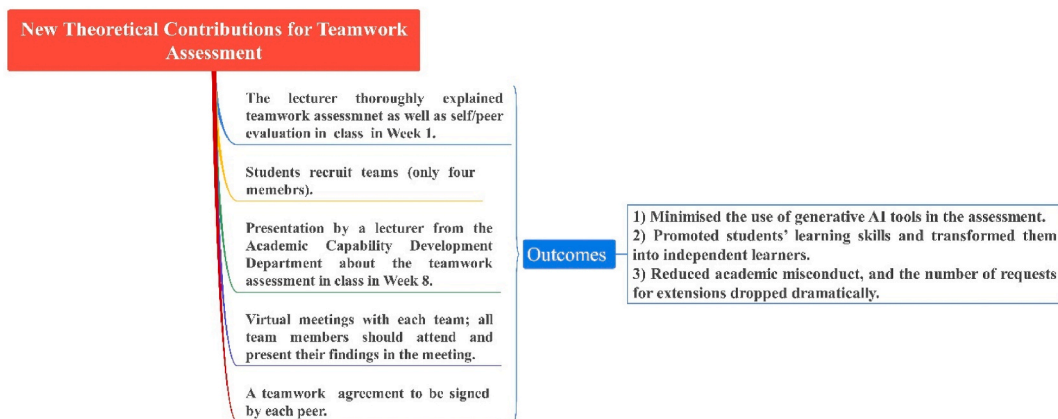 New Theoretical Contributions for Teamwork
Assessment
The lecturer thoroughly explained
teamwork assessmnet as well as self/peer
evaluation in class in Week 1.
Students recruit teams (only four
memebrs).
Presentation by a lecturer from the
Academic Capability Development
Department about the teamwork
assessment in class in Week 8.
Virtual meetings with each team; all
team members should attend and
present their findings in the meeting.
A teamwork agreement to be signed
by each peer.
Outcomes
1) Minimised the use of generative AI tools in the assessment.
2) Promoted students’ learning skills and transformed them
into independent learners.
3) Reduced academic misconduct, and the number of requests
for extensions dropped dramatically.